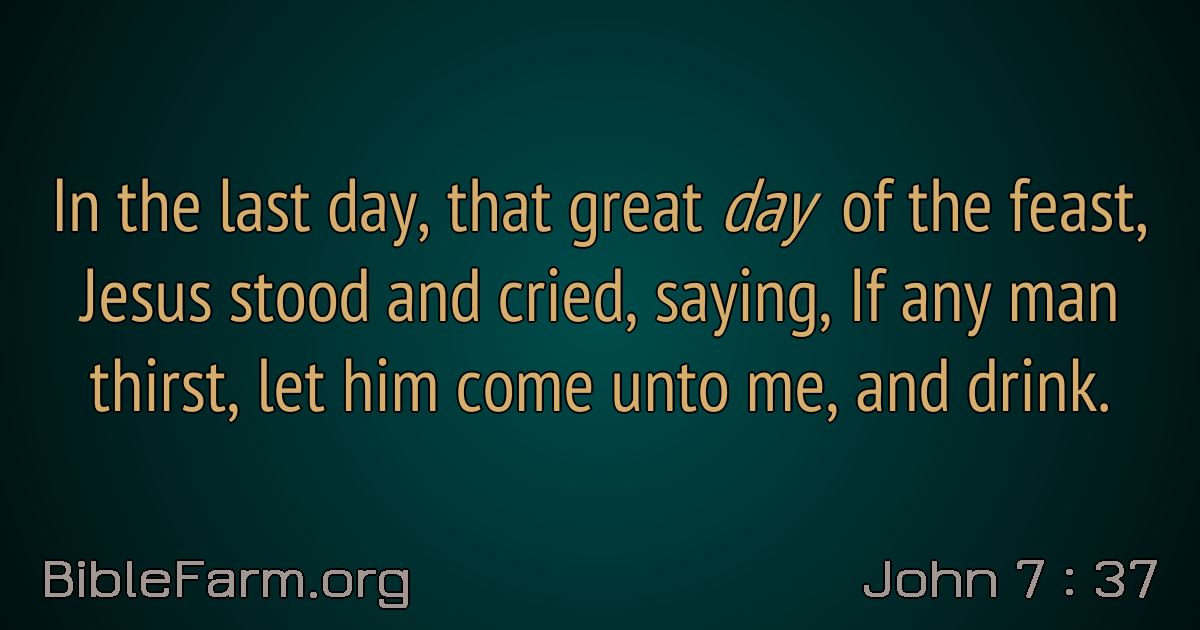 In the last day, that great day of the feast,
Jesus stood and cried, saying, If any man
thirst, let him come unto me, and drink.
BibleFarm.org
John 7 : 37